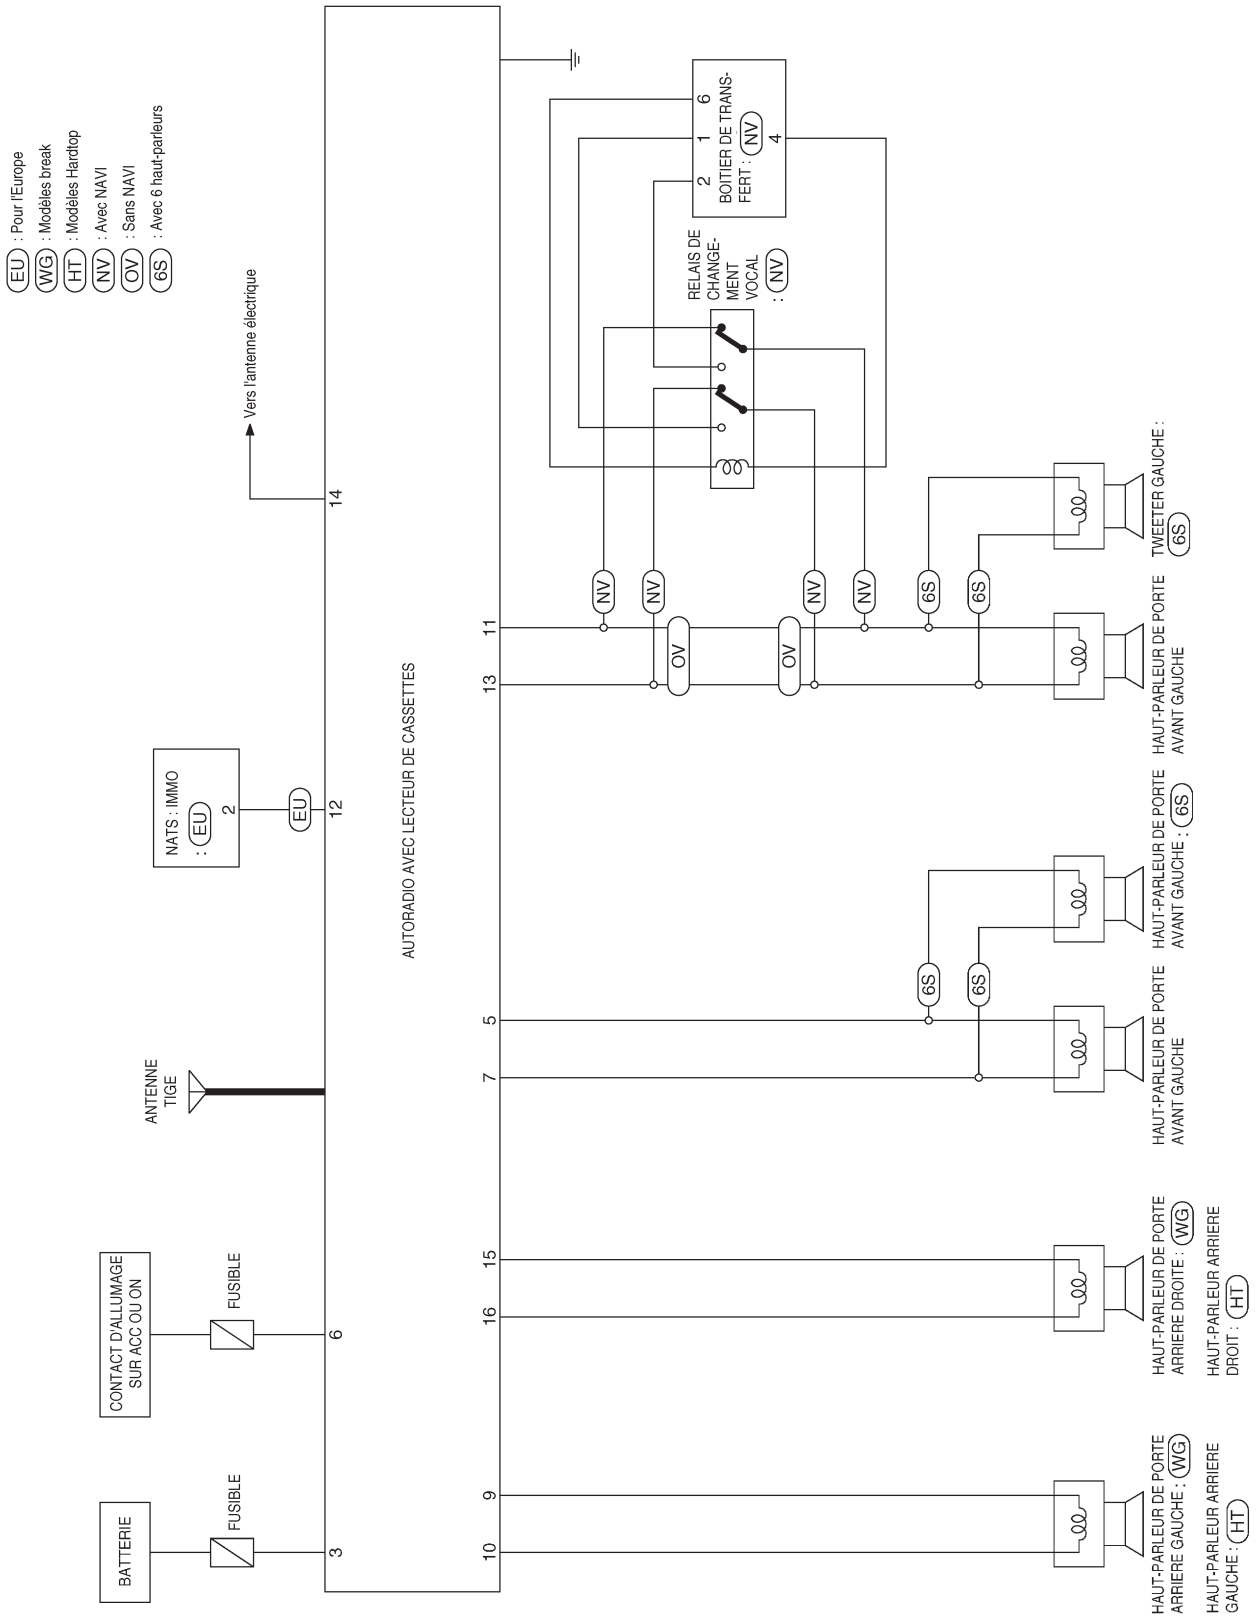 EU : Pour l'Europe
WG : Modèles break
HT : Modèles Hardtop
NV : Avec NAVI
OV : Sans NAVI
6S : Avec 6 haut-parleurs
BATTERIE
FUSIBLE
3
CONTACT D'ALLUMAGE
SUR ACC OU ON
FUSIBLE
6
ANTENNE
TIGE
NATS : IMMO
: EU
2
EU
12
Vers l'antenne électrique
14
AUTORADIO AVEC LECTEUR DE CASSETTES
10
9
16
15
7
5
13
11
6S
6S
NV
NV
OV
OV
NV
NV
6S
6S
RELAIS DE
CHANGE-
MENT
VOCAL
: NV
2
1
6
BOITIER DE TRANS-
FERT : NV
4
HAUT-PARLEUR DE PORTE
ARRIERE GAUCHE : WG
HAUT-PARLEUR ARRIERE
GAUCHE : HT
HAUT-PARLEUR DE PORTE
ARRIERE DROITE : WG
HAUT-PARLEUR ARRIERE
DROIT : HT
HAUT-PARLEUR DE PORTE
AVANT GAUCHE
HAUT-PARLEUR DE PORTE
AVANT GAUCHE : 6S
HAUT-PARLEUR DE PORTE
AVANT GAUCHE
TWEETER GAUCHE :
6S